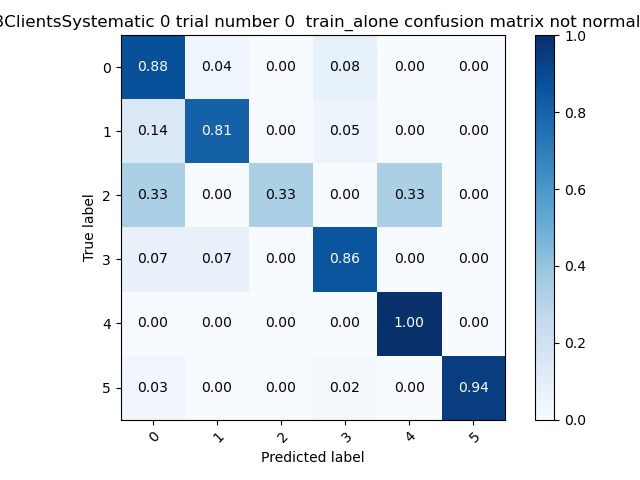 3ClientsSystematic 0 trial number 0  train_alone confusion matrix not normal
0 0.88 0.04 0.00 0.08 0.00 0.00
1 0.14 0.81 0.00 0.05 0.00 0.00
2 0.33 0.00 0.33 0.00 0.33 0.00
3 0.07 0.07 0.00 0.86 0.00 0.00
4 0.00 0.00 0.00 0.00 1.00 0.00
5 0.03 0.00 0.00 0.02 0.00 0.94
0 1 2 3 4 5
True label
Predicted label
1.0
0.8
0.6
0.4
0.2
0.0